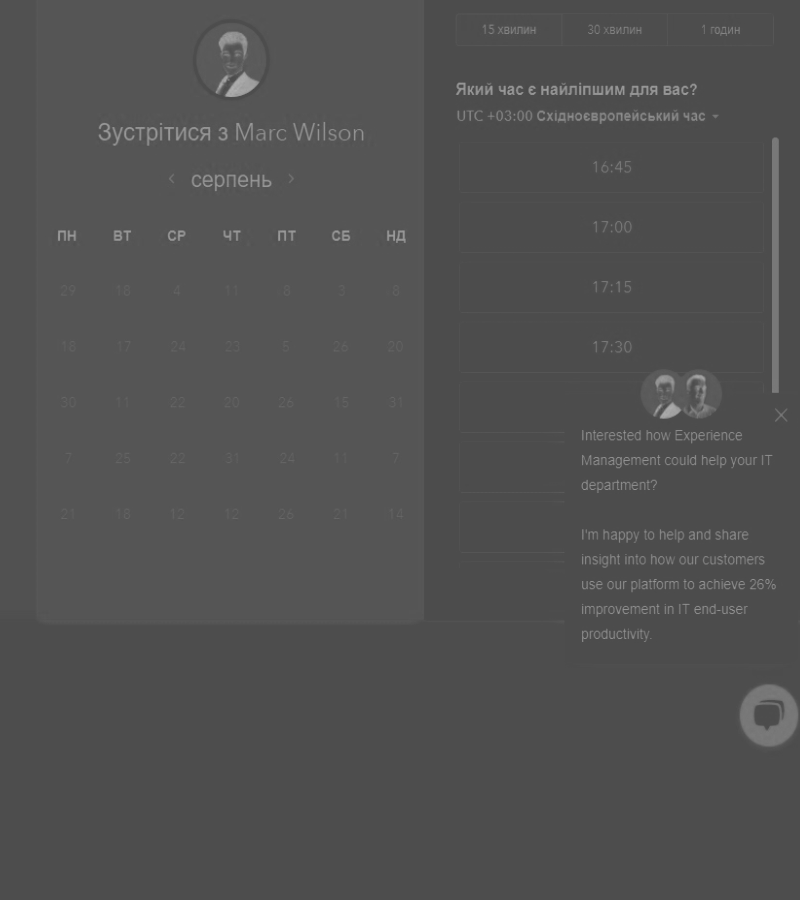 Зустрітися з Marc Wilson
серпень
ПН ВТ СР ЧТ ПТ СБ НД
29 18 4 11 8 3 8
16 17 24 23 5 26 20
30 11 22 20 26 15 31
7 25 22 31 24 11 7
21 18 12 12 26 21 14
15 хвилин 30 хвилин 1 годин
Який час є найліпшим для вас?
UTC +03:00 Східноєвропейський час
16:45
17:00
17:15
17:30
Interested how Experience
Management could help your IT
department?
I'm happy to help and share
insight into how our customers
use our platform to achieve 26%
improvement in IT end-user
productivity.